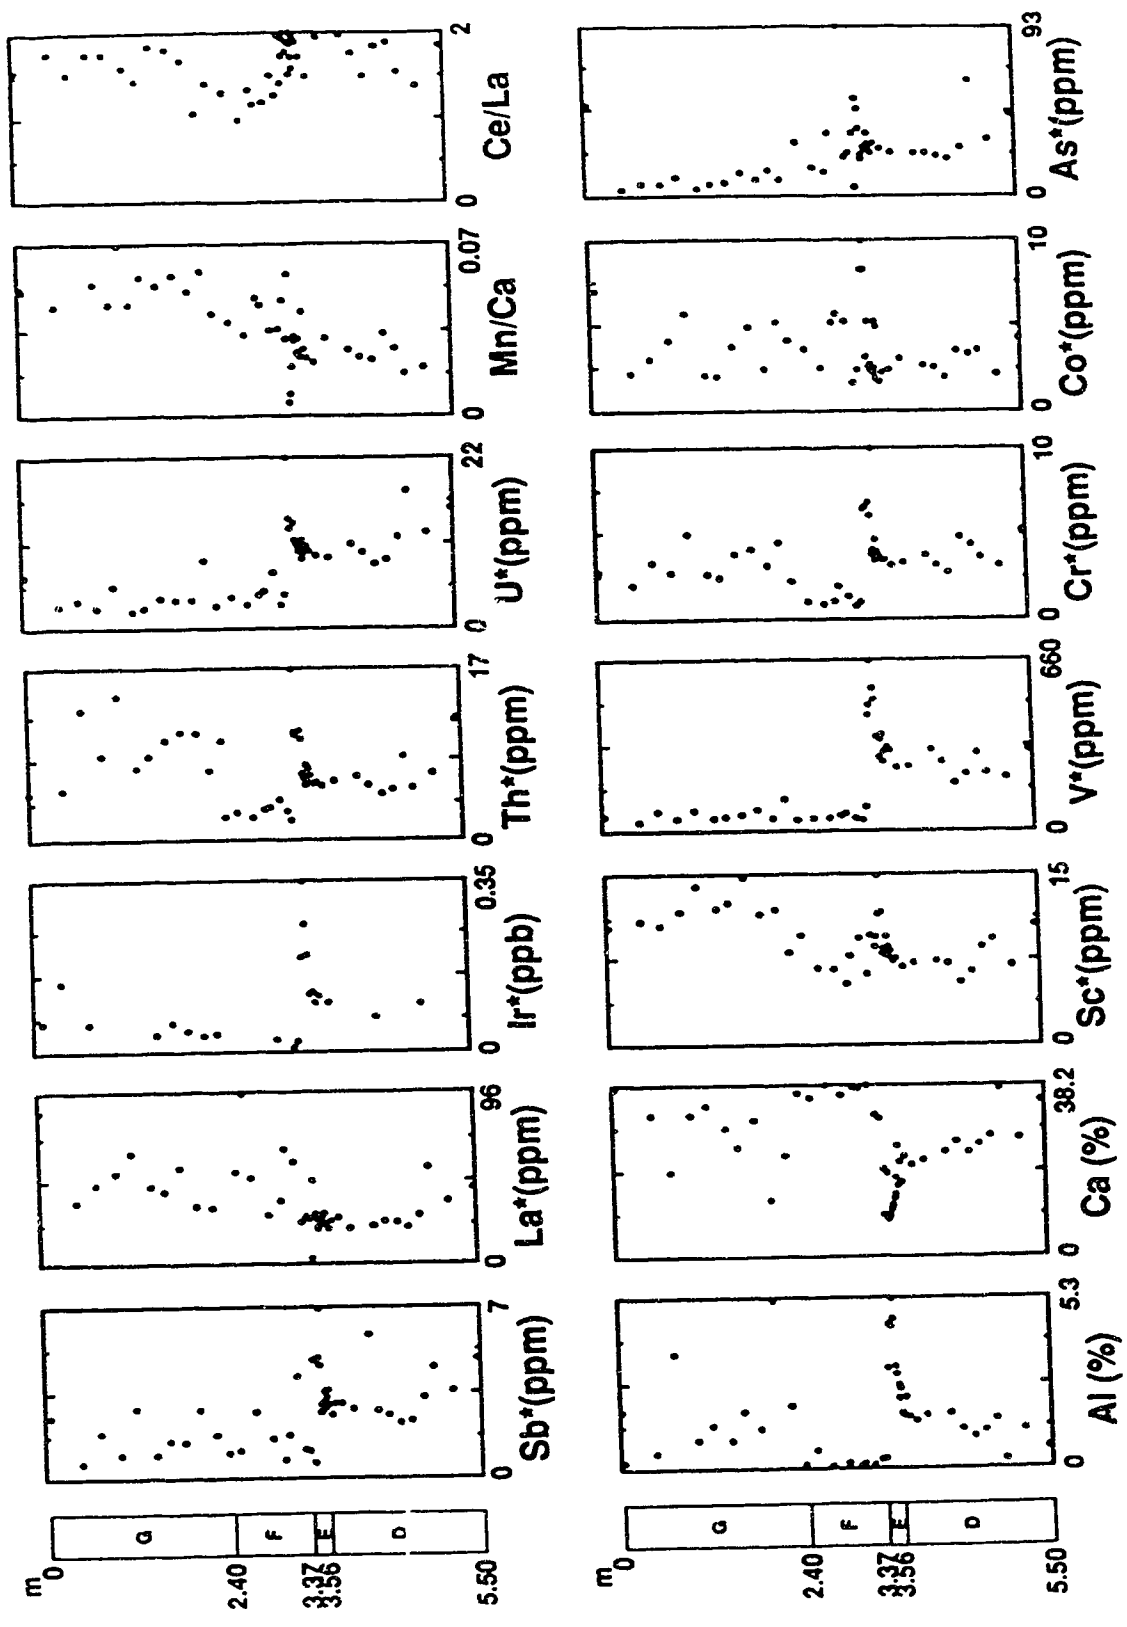 m
0
2.40
3.37
3.56
5.50
G
F
E
D
0
7
Sb*(ppm)
0
96
La*(ppm)
0
0.35
Ir*(ppb)
0
17
Th*(ppm)
0
22
U*(ppm)
0
0.07
Mn/Ca
0
2
Ce/La
m
0
2.40
3.37
3.56
5.50
G
F
E
D
0
5.3
Al (%)
0
38.2
Ca (%)
0
15
Sc*(ppm)
0
660
V*(ppm)
0
10
Cr*(ppm)
0
10
Co*(ppm)
0
93
As*(ppm)